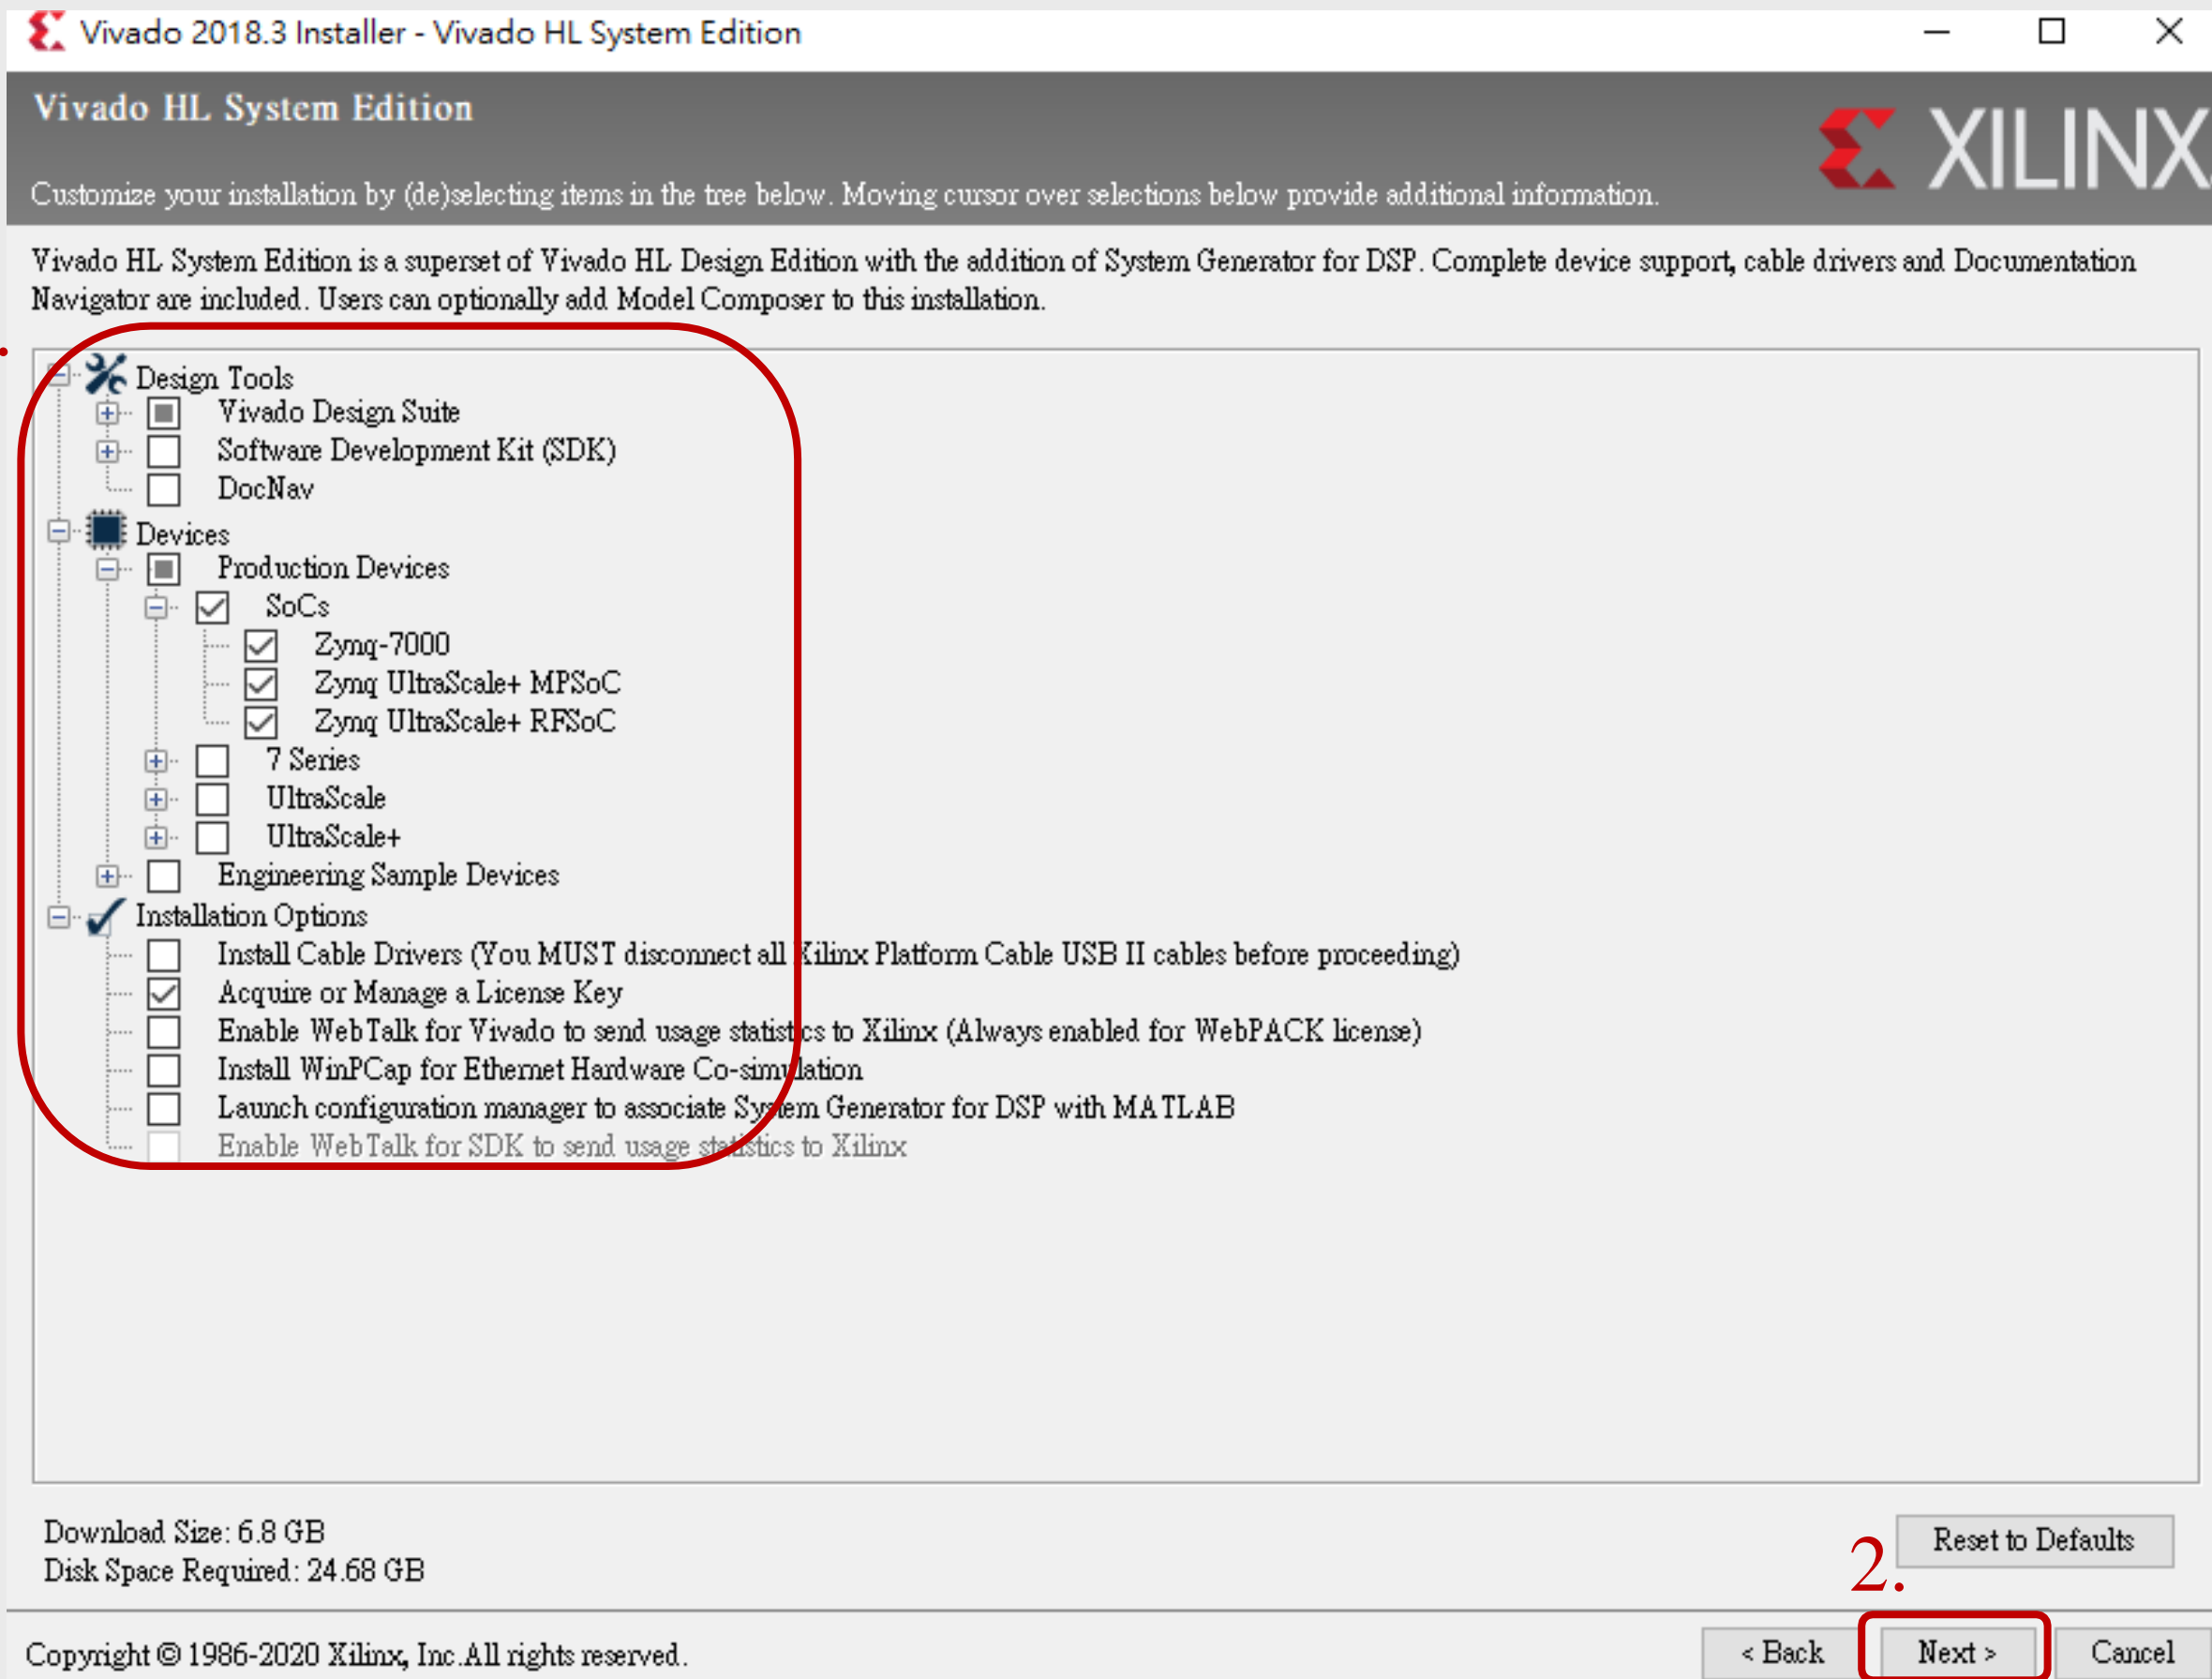 Vivado 2018.3 Installer - Vivado HL System Edition
Vivado HL System Edition
XILINX
Customize your installation by (de)selecting items in the tree below. Moving cursor over selections below provide additional information.
Vivado HL System Edition is a superset of Vivado HL Design Edition with the addition of System Generator for DSP. Complete device support, cable drivers and Documentation
Navigator are included. Users can optionally add Model Composer to this installation.
Design Tools
Vivado Design Suite
Software Development Kit (SDK)
DocNav
Devices
Production Devices
SoCs
Zynq-7000
Zynq UltraScale+ MPSoC
Zynq UltraScale+ RFSoC
7 Series
UltraScale
UltraScale+
Engineering Sample Devices
Installation Options
Install Cable Drivers (You MUST disconnect all Xilinx Platform Cable USB II cables before proceeding)
Acquire or Manage a License Key
Enable WebTalk for Vivado to send usage statistics to Xilinx (Always enabled for WebPACK license)
Install WinPCap for Ethernet Hardware Co-simulation
Launch configuration manager to associate System Generator for DSP with MATLAB
Enable WebTalk for SDK to send usage statistics to Xilinx
Download Size: 6.8 GB
Disk Space Required: 24.68 GB
Reset to Defaults
2.
Copyright © 1986-2020 Xilinx, Inc.All rights reserved.
< Back
Next >
Cancel